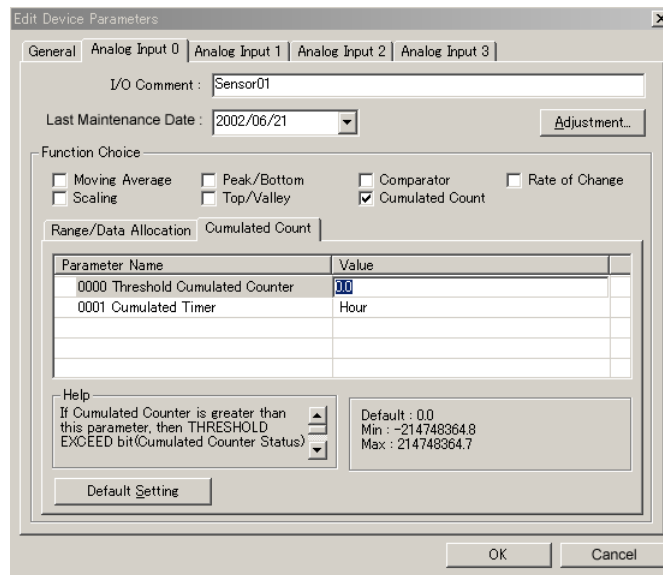 Edit Device Parameters
General Analog Input 0 Analog Input 1 Analog Input 2 Analog Input 3
I/O Comment : Sensor01
Last Maintenance Date : 2002/06/21 Adjustment...
Function Choice
Moving Average Peak/Bottom Comparator Rate of Change
Scaling Top/Valley Cumulated Count
Range/Data Allocation Cumulated Count
Parameter Name Value
0000 Threshold Cumulated Counter 0.0
0001 Cumulated Timer Hour
Help
If Cumulated Counter is greater than
this parameter, then THRESHOLD
EXCEED bit(Cumulated Counter Status)
Default : 0.0
Min : -214748364.8
Max : 214748364.7
Default Setting
OK Cancel